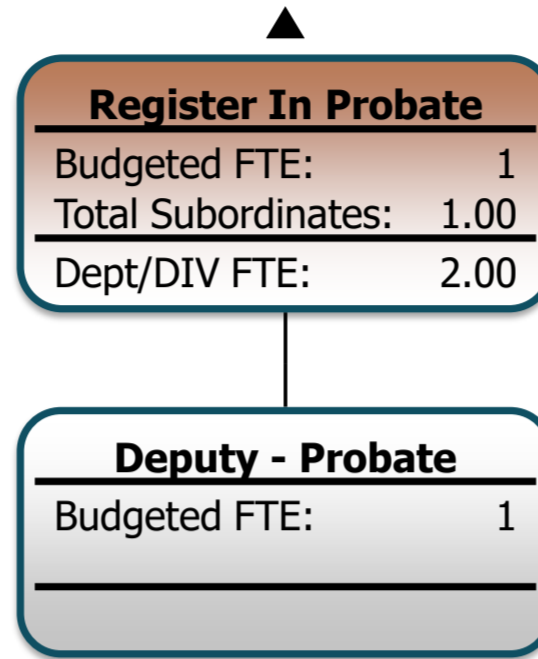 Register In Probate
Budgeted FTE: 1
Total Subordinates: 1.00
Dept/DIV FTE: 2.00
Deputy - Probate
Budgeted FTE: 1